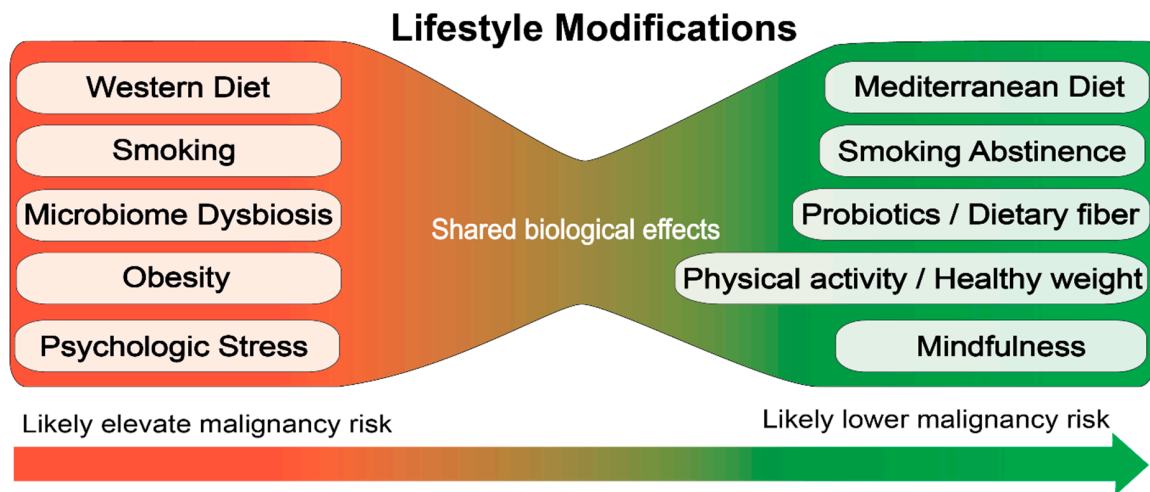 Lifestyle Modifications
Western Diet
Smoking
Microbiome Dysbiosis
Obesity
Psychologic Stress
Shared biological effects
Mediterranean Diet
Smoking Abstinence
Probiotics / Dietary fiber
Physical activity / Healthy weight
Mindfulness
Likely elevate malignancy risk
Likely lower malignancy risk